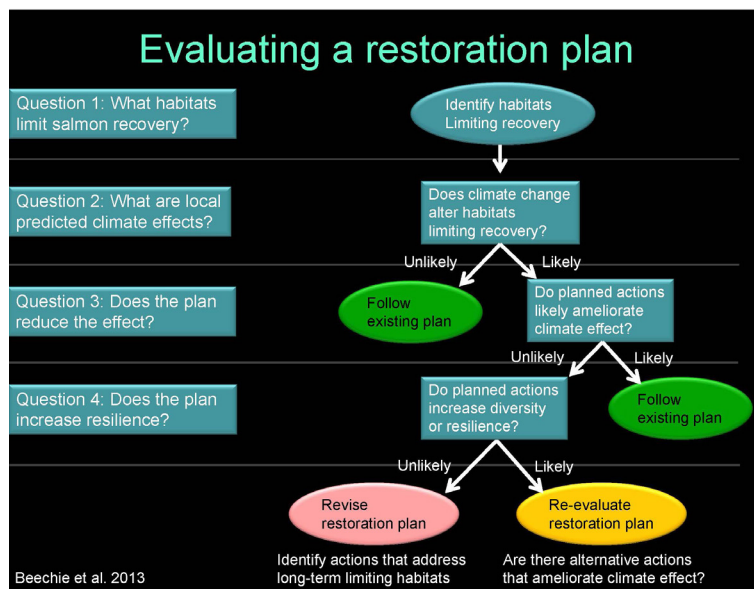 Evaluating a restoration plan
Question 1: What habitats
limit salmon recovery?
Identify habitats
Limiting recovery
Question 2: What are local
predicted climate effects?
Does climate change
alter habitats
limiting recovery?
Unlikely
Likely
Question 3: Does the plan
reduce the effect?
Follow
existing plan
Do planned actions
likely ameliorate
climate effect?
Unlikely
Likely
Question 4: Does the plan
increase resilience?
Do planned actions
increase diversity
or resilience?
Follow
existing plan
Unlikely
Likely
Revise
restoration plan
Re-evaluate
restoration plan
Identify actions that address
long-term limiting habitats
Are there alternative actions
that ameliorate climate effect?
Beechie et al. 2013